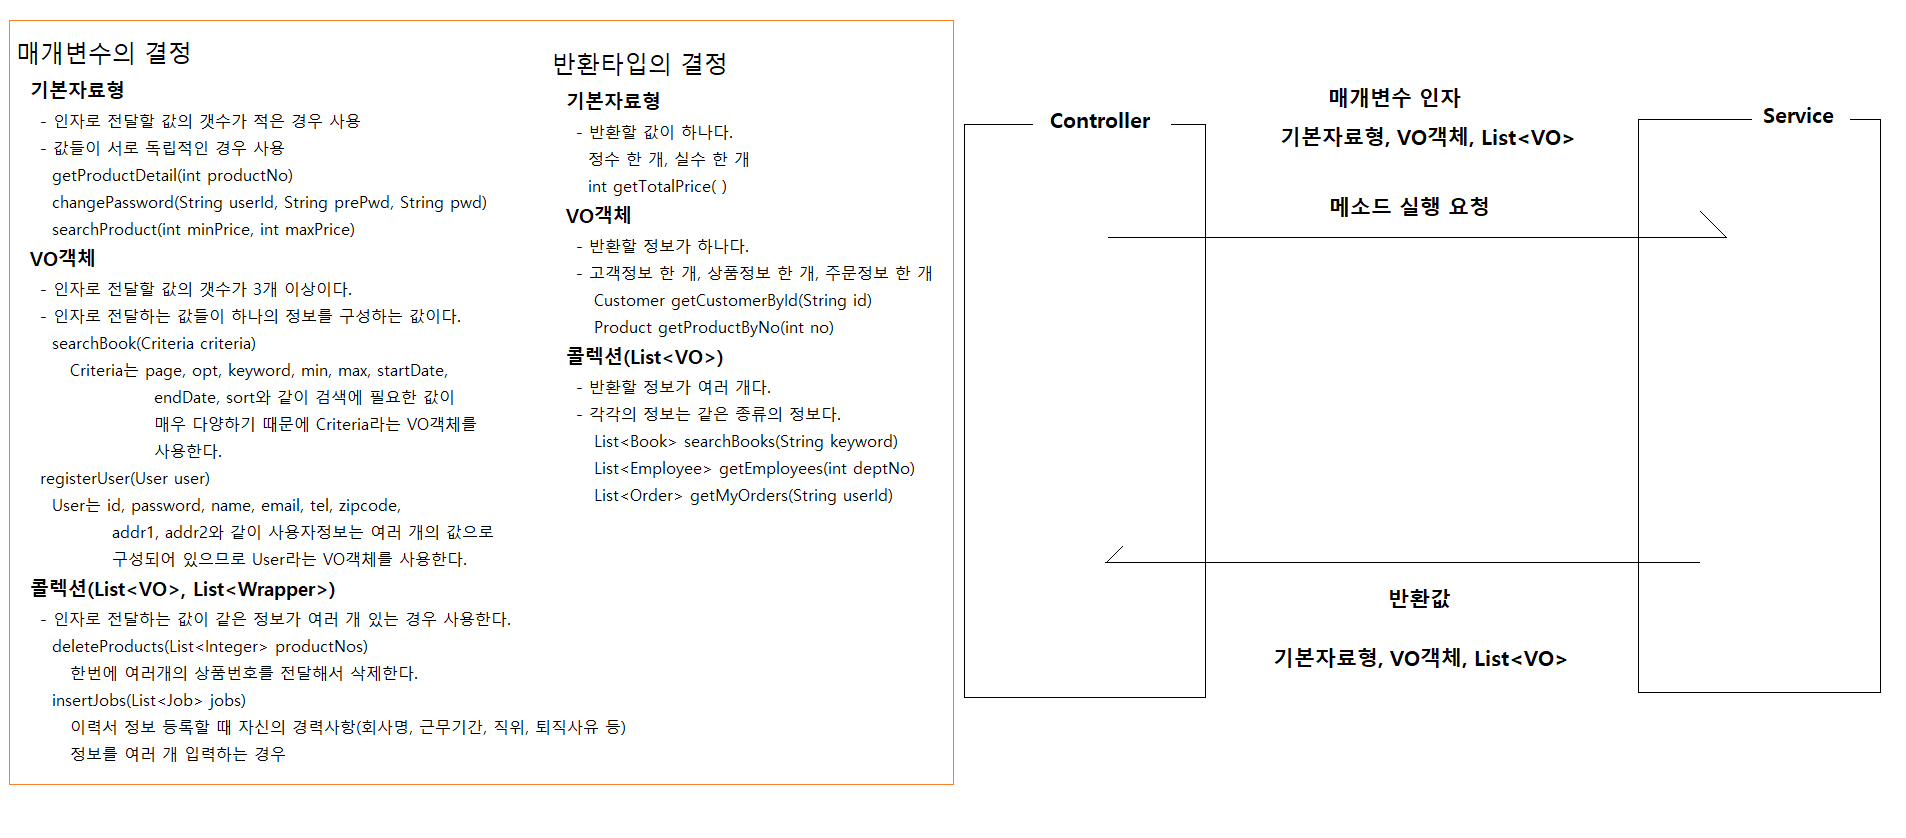 매개변수의 결정
기본자료형
- 인자로 전달할 값의 갯수가 적은 경우 사용
- 값들이 서로 독립적인 경우 사용
getProductDetail(int productNo)
changePassword(String userId, String prePwd, String pwd)
searchProduct(int minPrice, int maxPrice)
VO객체
- 인자로 전달할 값의 갯수가 3개 이상이다.
- 인자로 전달하는 값들이 하나의 정보를 구성하는 값이다.
searchBook(Criteria criteria)
Criteria는 page, opt, keyword, min, max, startDate,
endDate, sort와 같이 검색에 필요한 값이
매우 다양하기 때문에 Criteria라는 VO객체를
사용한다.
registerUser(User user)
User는 id, password, name, email, tel, zipcode,
addr1, addr2와 같이 사용자정보는 여러 개의 값으로
구성되어 있으므로 User라는 VO객체를 사용한다.
콜렉션(List<VO>, List<Wrapper>)
- 인자로 전달하는 값이 같은 정보가 여러 개 있는 경우 사용한다.
deleteProducts(List<Integer> productNos)
한번에 여러개의 상품번호를 전달해서 삭제한다.
insertJobs(List<Job> jobs)
이력서 정보 등록할 때 자신의 경력사항(회사명, 근무기간, 직위, 퇴직사유 등)
정보를 여러 개 입력하는 경우
반환타입의 결정
기본자료형
- 반환할 값이 하나다.
정수 한 개, 실수 한 개
int getTotalPrice( )
VO객체
- 반환할 정보가 하나다.
- 고객정보 한 개, 상품정보 한 개, 주문정보 한 개
Customer getCustomerById(String id)
Product getProductByNo(int no)
콜렉션(List<VO>)
- 반환할 정보가 여러 개다.
- 각각의 정보는 같은 종류의 정보다.
List<Book> searchBooks(String keyword)
List<Employee> getEmployees(int deptNo)
List<Order> getMyOrders(String userId)
Controller
매개변수 인자
기본자료형, VO객체, List<VO>
메소드 실행 요청
Service
반환값
기본자료형, VO객체, List<VO>